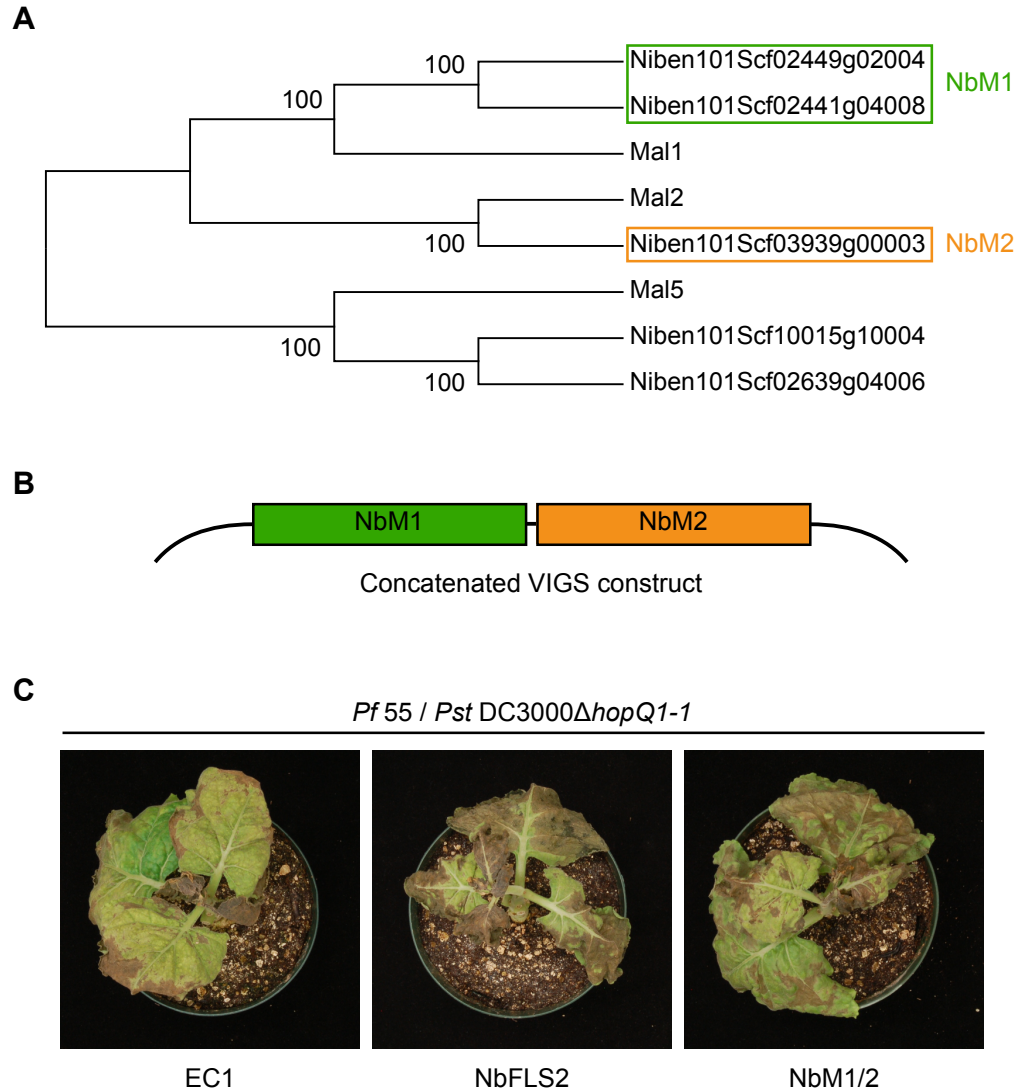 A
100
Niben101Scf02449g02004
NbM1
100
Niben101Scf02441g04008
Mal1
Mal2
100
Niben101Scf03939g00003
NbM2
Mal5
100
Niben101Scf10015g10004
100
Niben101Scf02639g04006
B
NbM1
NbM2
Concatenated VIGS construct
C
Pf 55 / Pst DC3000ΔhopQ1-1
EC1
NbFLS2
NbM1/2